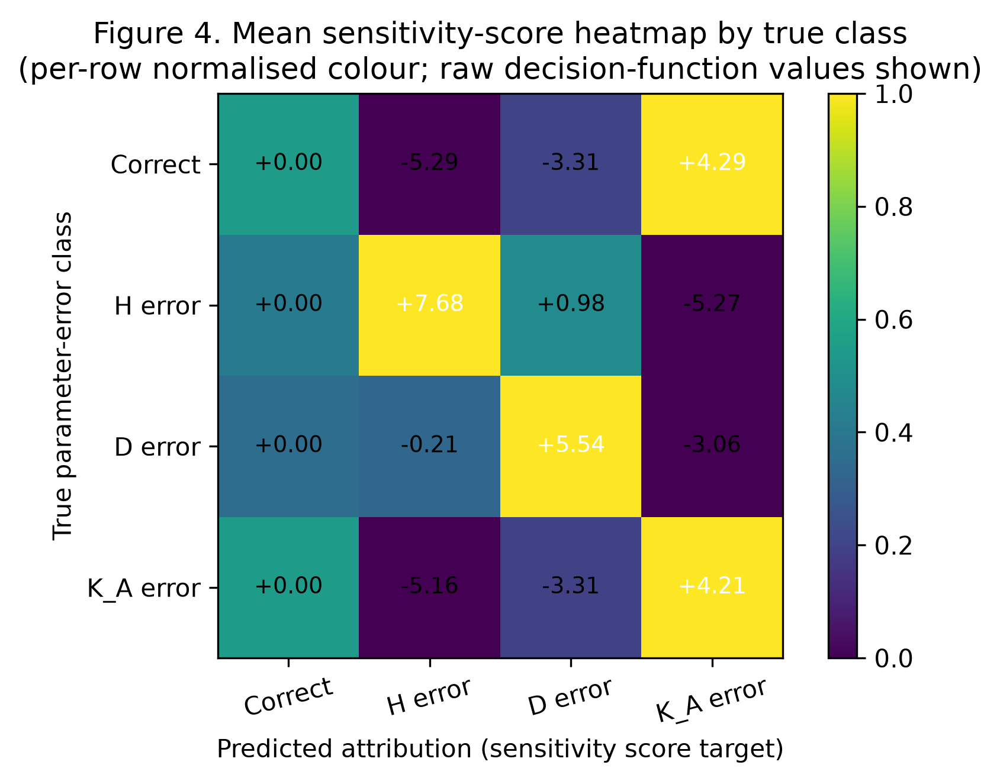 Figure 4. Mean sensitivity-score heatmap by true class
(per-row normalised colour; raw decision-function values shown)
True parameter-error class
Correct +0.00 -5.29 -3.31 +4.29
H error +0.00 +7.68 +0.98 -5.27
D error +0.00 -0.21 +5.54 -3.06
K_A error +0.00 -5.16 -3.31 +4.21
Correct H error D error K_A error
Predicted attribution (sensitivity score target)
1.0
0.8
0.6
0.4
0.2
0.0